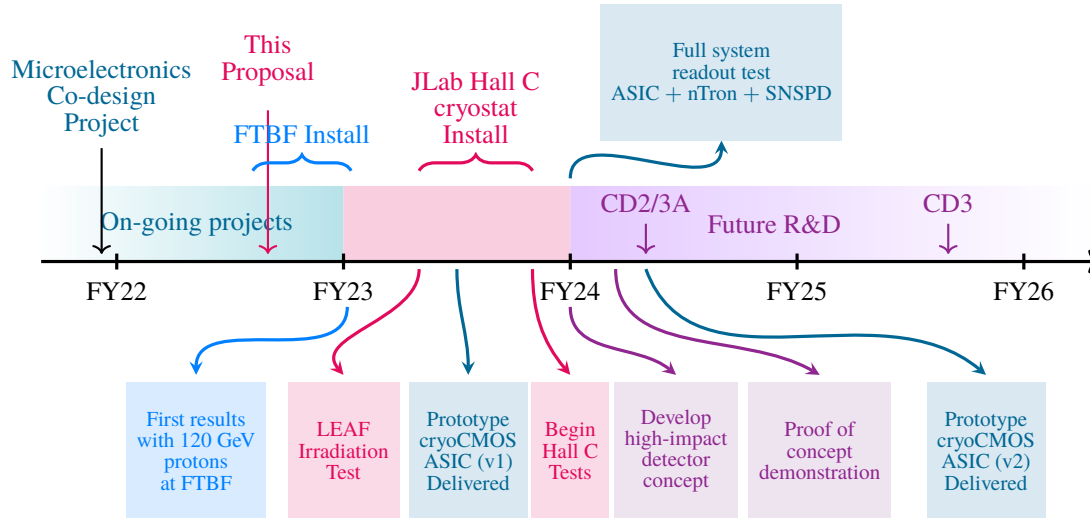 Microelectronics
Co-design
Project
This
Proposal
FTBF Install
JLab Hall C
cryostat
Install
Full system
readout test
ASIC + nTron + SNSPD
On-going projects
CD2/3A
Future R&D
CD3
FY22
FY23
FY24
FY25
FY26
First results
with 120 GeV
protons
at FTBF
LEAF
Irradiation
Test
Prototype
cryoCMOS
ASIC (v1)
Delivered
Begin
Hall C
Tests
Develop
high-impact
detector
concept
Proof of
concept
demonstration
Prototype
cryoCMOS
ASIC (v2)
Delivered